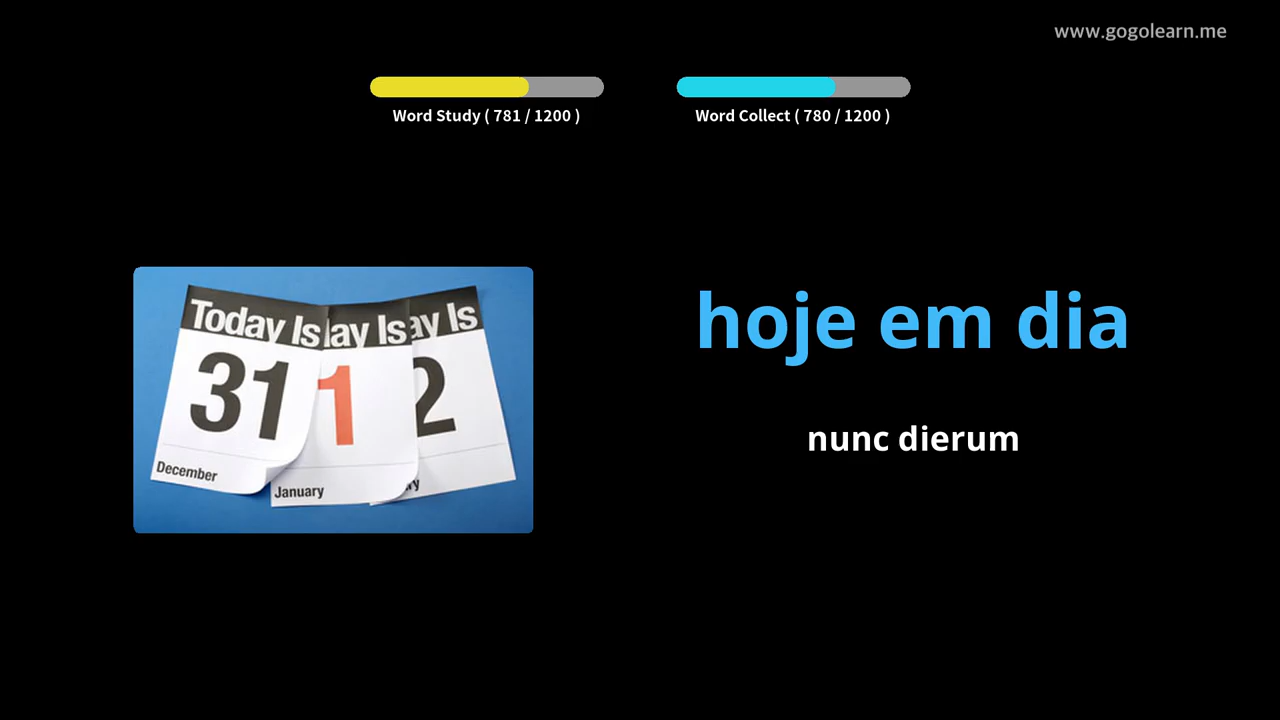 www.gogolearn.me
Word Study ( 781 / 1200 )
Word Collect ( 780 / 1200 )
Today Is
ay Is
ay Is
31
1
2
December
January
ry
hoje em dia
nunc dierum